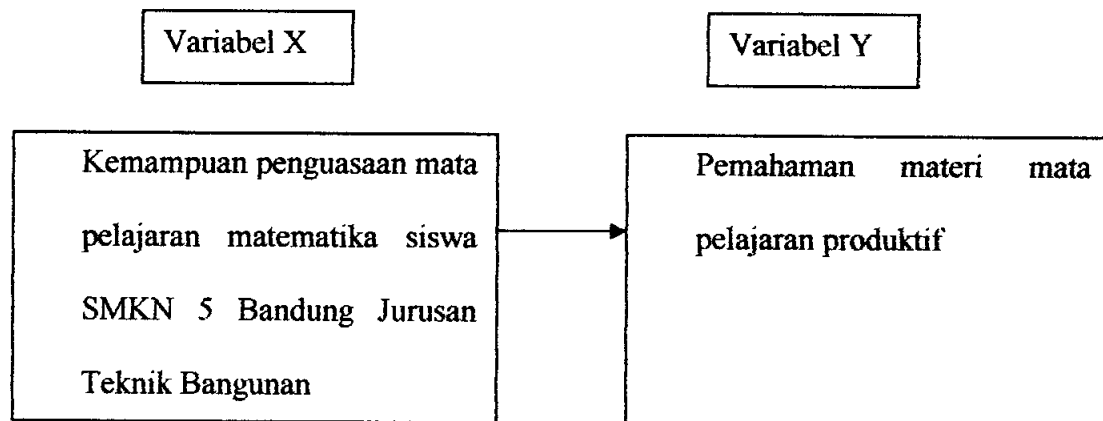 Variabel X
Variabel Y
Kemampuan penguasaan mata
pelajaran matematika siswa
SMKN 5 Bandung Jurusan
Teknik Bangunan
Pemahaman materi mata
pelajaran produktif